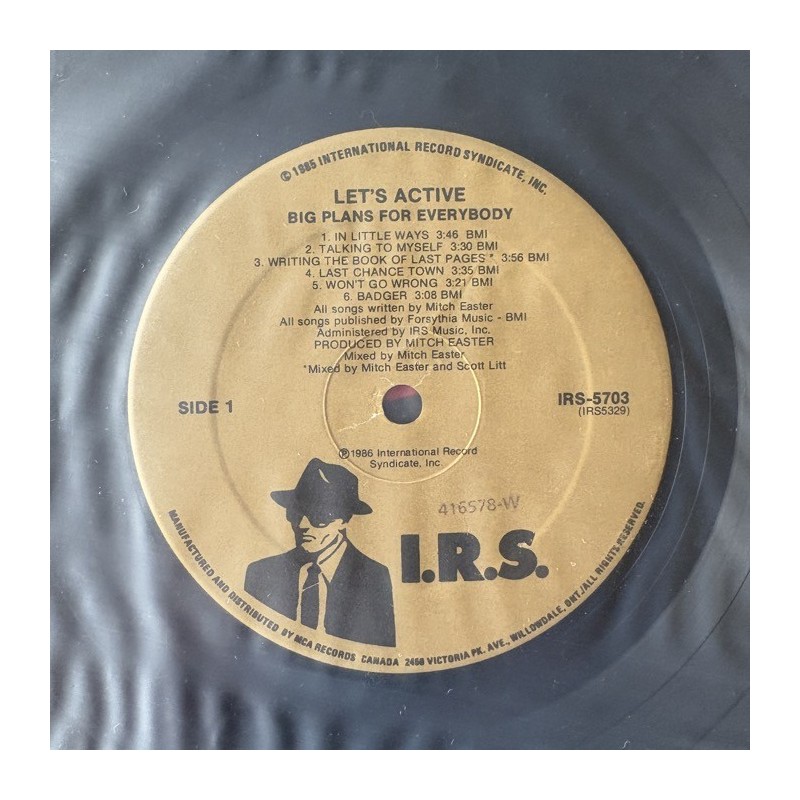 © 1985 INTERNATIONAL RECORD SYNDICATE, INC.
LET'S ACTIVE
BIG PLANS FOR EVERYBODY
1. IN LITTLE WAYS 3:46 BMI
2. TALKING TO MYSELF 3:30 BMI
3. WRITING THE BOOK OF LAST PAGES * 3:56 BMI
4. LAST CHANCE TOWN 3:35 BMI
5. WON'T GO WRONG 3:21 BMI
6. BADGER 3:08 BMI
All songs written by Mitch Easter
All songs published by Forsythia Music - BMI
Administered by IRS Music, Inc.
PRODUCED BY MITCH EASTER
Mixed by Mitch Easter
*Mixed by Mitch Easter and Scott Litt
SIDE 1
IRS-5703
(IRS5329)
℗1986 International Record
Syndicate, Inc.
416578-W
I.R.S.
MANUFACTURED AND DISTRIBUTED BY MCA RECORDS CANADA 2450 VICTORIA PK. AVE., WILLOWDALE, ONT./ALL RIGHTS RESERVED.